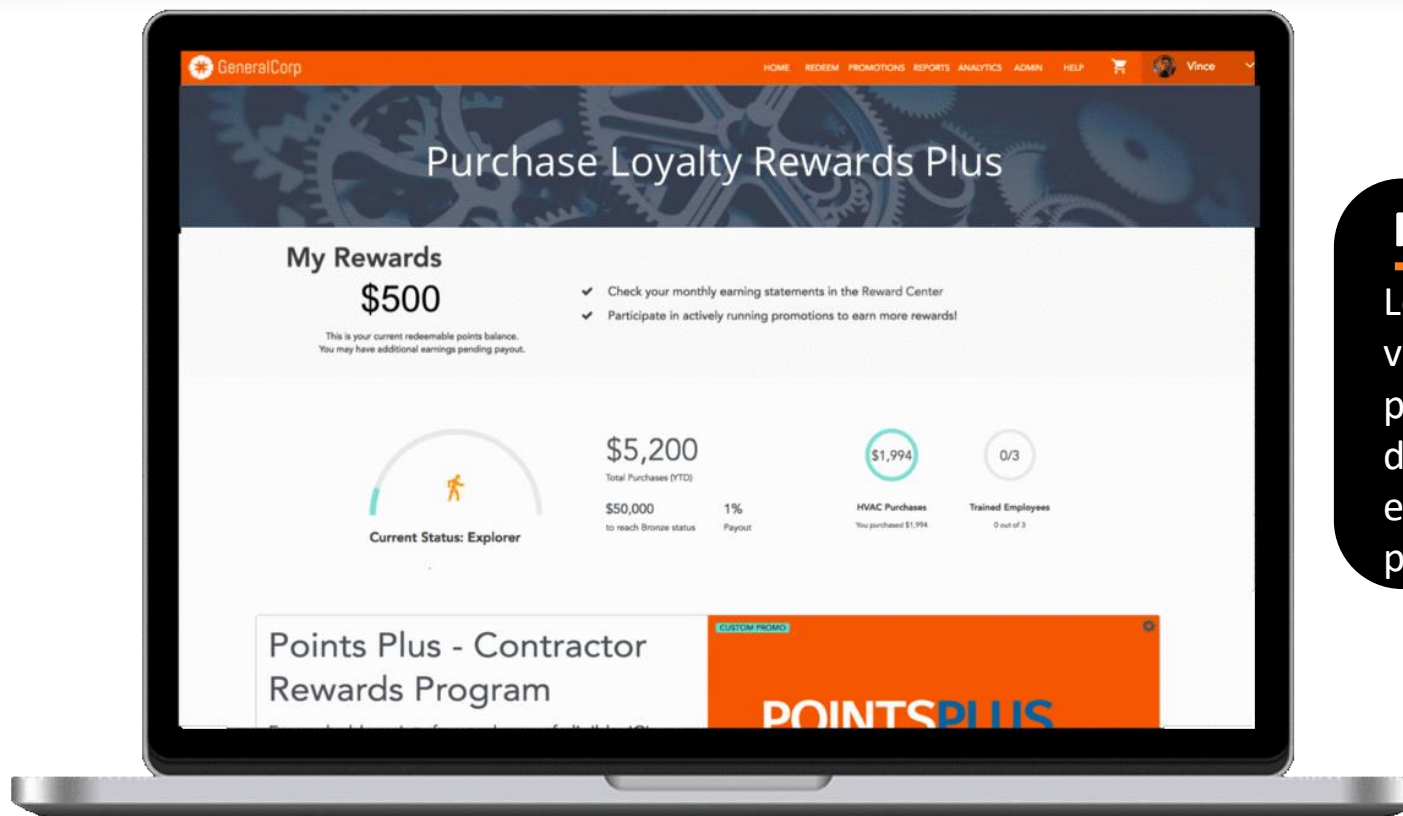 GeneralCorp
HOME REDEEM PROMOTIONS REPORTS ANALYTICS ADMIN HELP Vince
Purchase Loyalty Rewards Plus
My Rewards
$500
This is your current redeemable points balance.
You may have additional earnings pending payout.
✔ Check your monthly earning statements in the Reward Center
✔ Participate in actively running promotions to earn more rewards!
Current Status: Explorer
$5,200
Total Purchases (YTD)
$50,000
to reach Bronze status
1%
Payout
$1,994
HVAC Purchases
You purchased $1,994
0/3
Trained Employees
0 out of 3
Points Plus - Contractor
Rewards Program
CUSTOM PROMO
POINTSPLUS